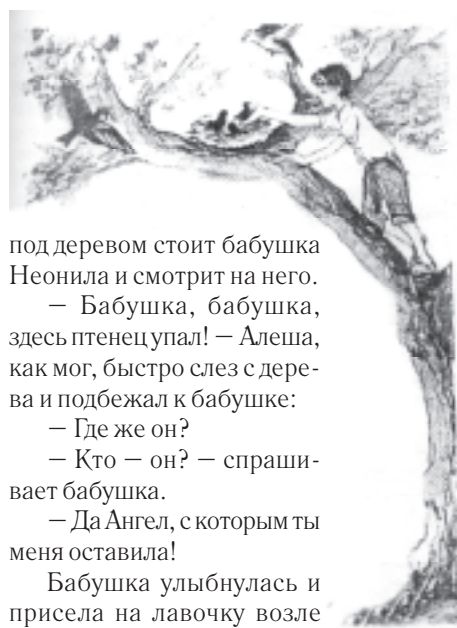 под деревом стоит бабушка
Неонила и смотрит на него.
— Бабушка, бабушка,
здесь птенец упал! — Алеша,
как мог, быстро слез с дере-
ва и подбежал к бабушке:
— Где же он?
— Кто — он? — спраши-
вает бабушка.
— Да Ангел, с которым ты
меня оставила!
Бабушка улыбнулась и
присела на лавочку возле